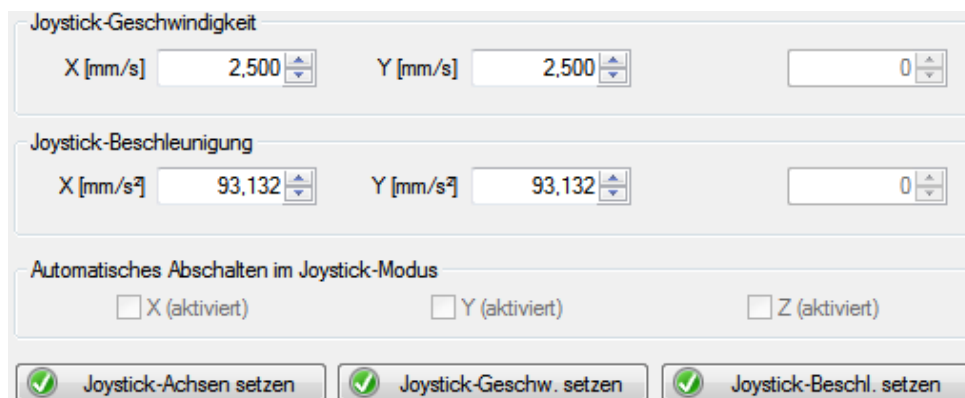 Joystick-Geschwindigkeit
X [mm/s] 2,500 Y [mm/s] 2,500 0
Joystick-Beschleunigung
X [mm/s²] 93,132 Y [mm/s²] 93,132 0
Automatisches Abschalten im Joystick-Modus
X (aktiviert) Y (aktiviert) Z (aktiviert)
Joystick-Achsen setzen Joystick-Geschw. setzen Joystick-Beschl. setzen